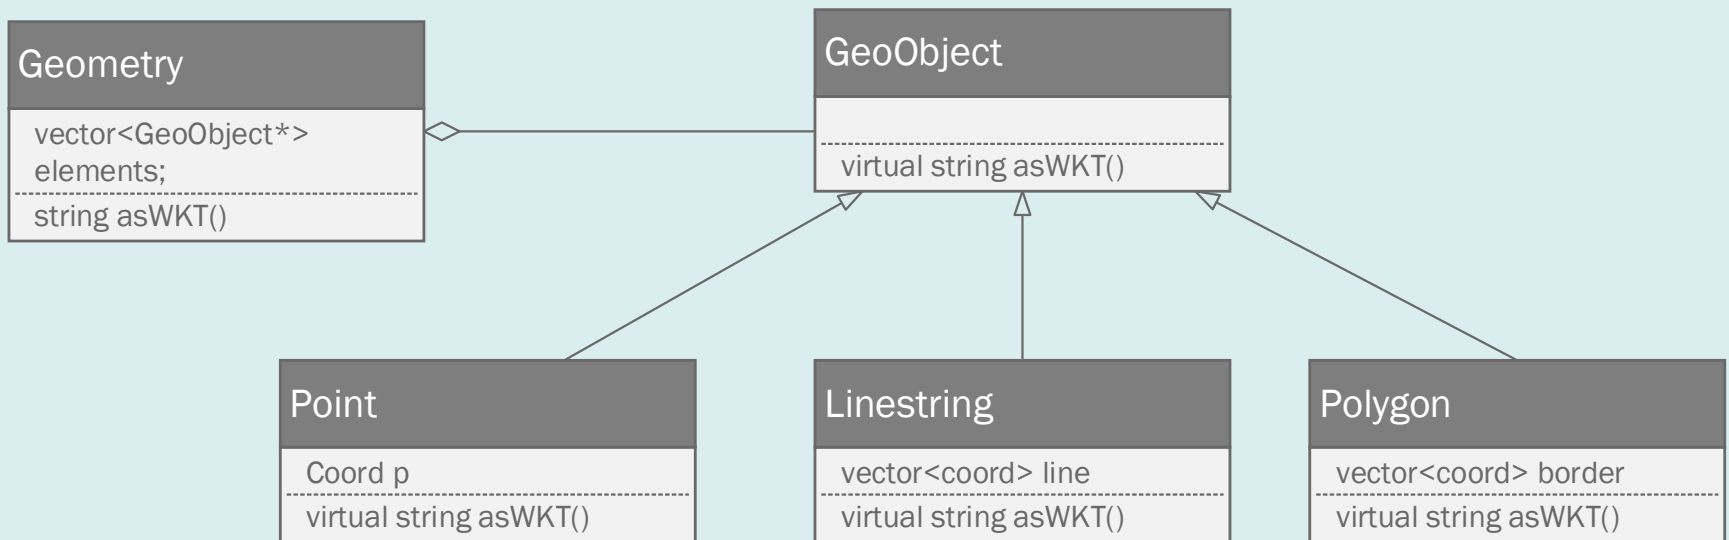 Geometry
vector<GeoObject*>
elements;
string asWKT()
GeoObject
virtual string asWKT()
Point
Coord p
virtual string asWKT()
Linestring
vector<coord> line
virtual string asWKT()
Polygon
vector<coord> border
virtual string asWKT()